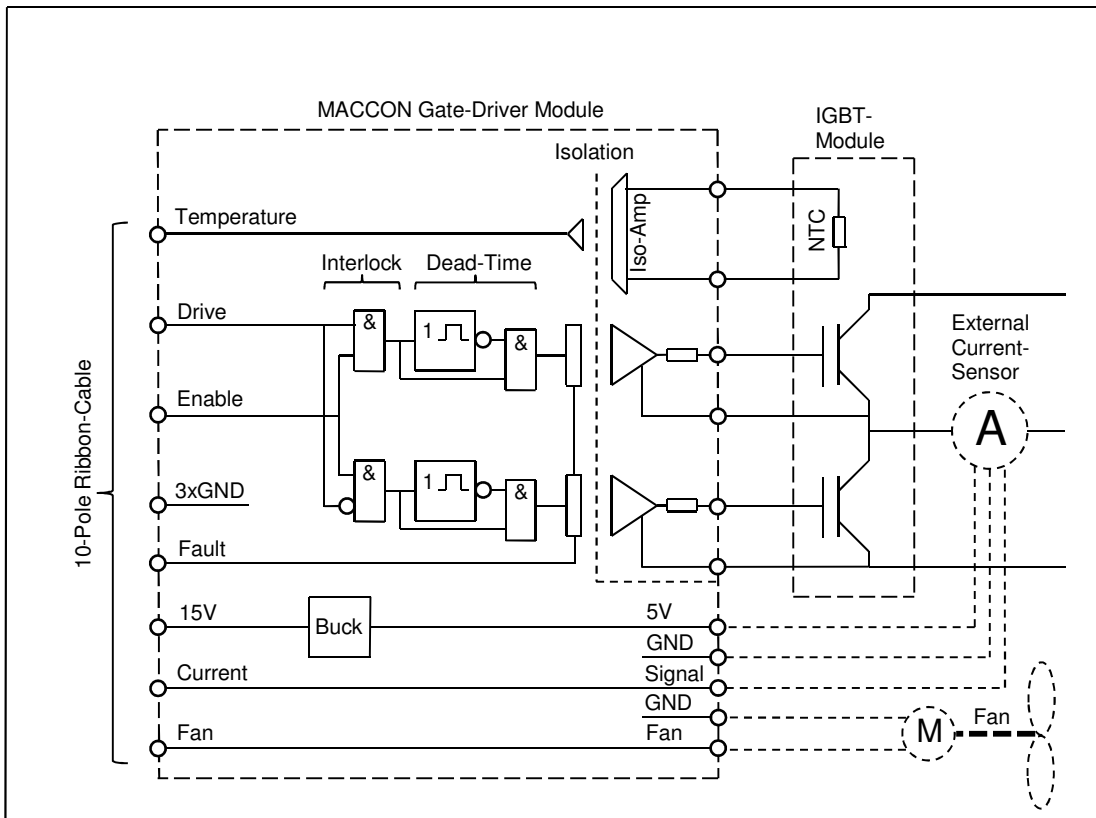 MACCON Gate-Driver Module
IGBT-
Module
Isolation
Temperature
Iso-Amp
NTC
Interlock
Dead-Time
Drive
&
1
&
External
Current-
Sensor
Enable
A
10-Pole Ribbon-Cable
&
1
&
3xGND
Fault
15V
Buck
5V
GND
Current
Signal
GND
Fan
Fan
M
Fan